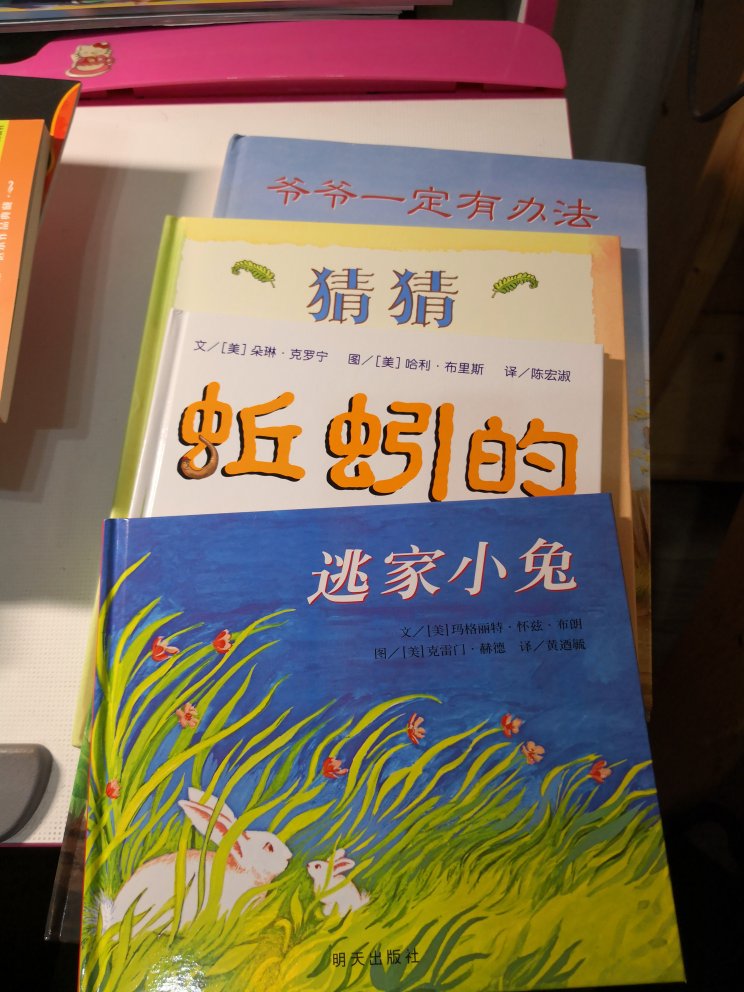 爷爷一定有办法
猜猜
文／[美]朵琳·克罗宁　图／[美]哈利·布里斯　译／陈宏淑
蚯蚓的
逃家小兔
文／[美]玛格丽特·怀兹·布朗
图／[美]克雷门·赫德　译／黄迺毓
明天出版社